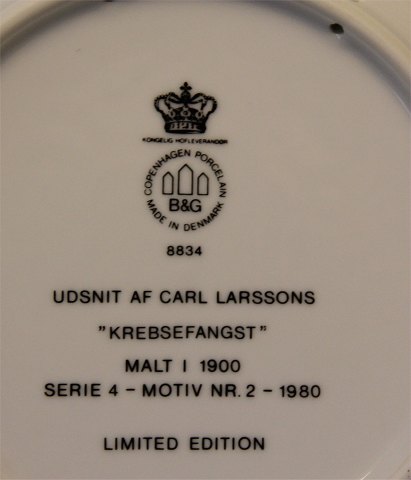 KONGELIG HOFLEVERANDØR
COPENHAGEN PORCELAIN
B&G
MADE IN DENMARK
8834
UDSNIT AF CARL LARSSONS
"KREBSEFANGST"
MALT I 1900
SERIE 4 - MOTIV NR. 2 - 1980
LIMITED EDITION